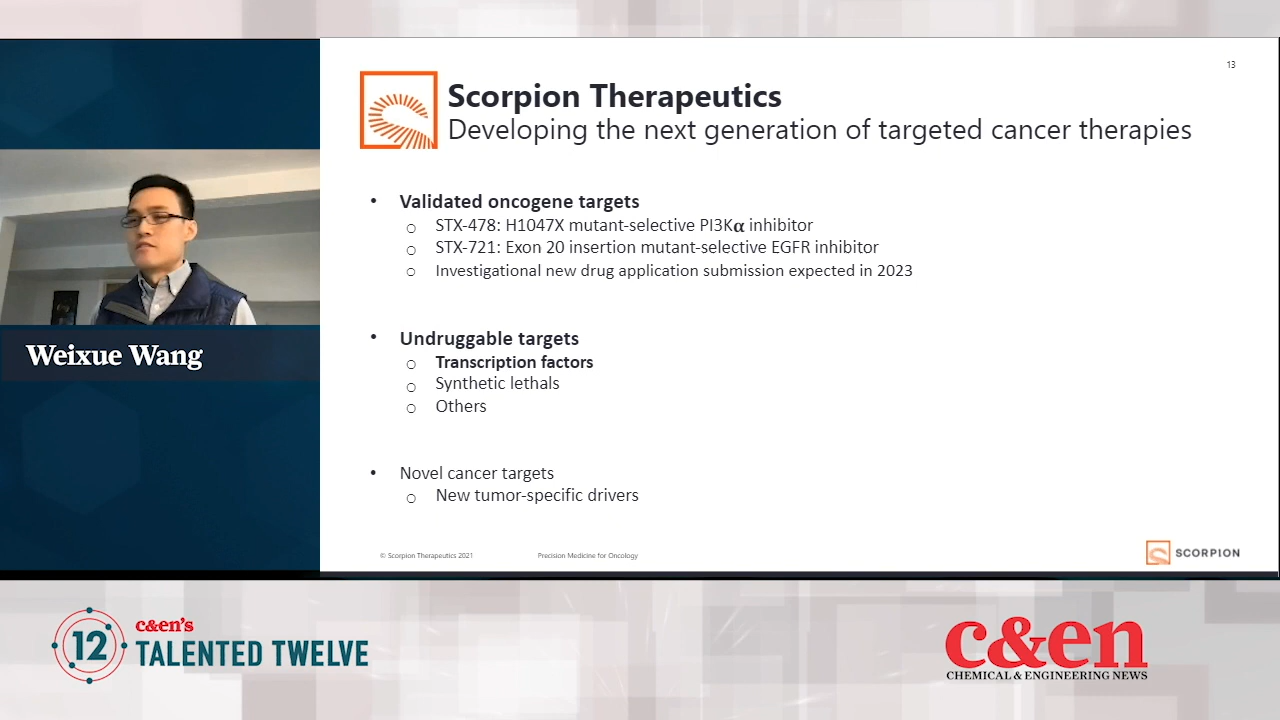 13
Scorpion Therapeutics
Developing the next generation of targeted cancer therapies
• Validated oncogene targets
o STX-478: H1047X mutant-selective PI3Kα inhibitor
o STX-721: Exon 20 insertion mutant-selective EGFR inhibitor
o Investigational new drug application submission expected in 2023
• Undruggable targets
o Transcription factors
o Synthetic lethals
o Others
• Novel cancer targets
o New tumor-specific drivers
© Scorpion Therapeutics 2021 Precision Medicine for Oncology
SCORPION
Weixue Wang
12
c&en's
TALENTED TWELVE
c&en
CHEMICAL & ENGINEERING NEWS